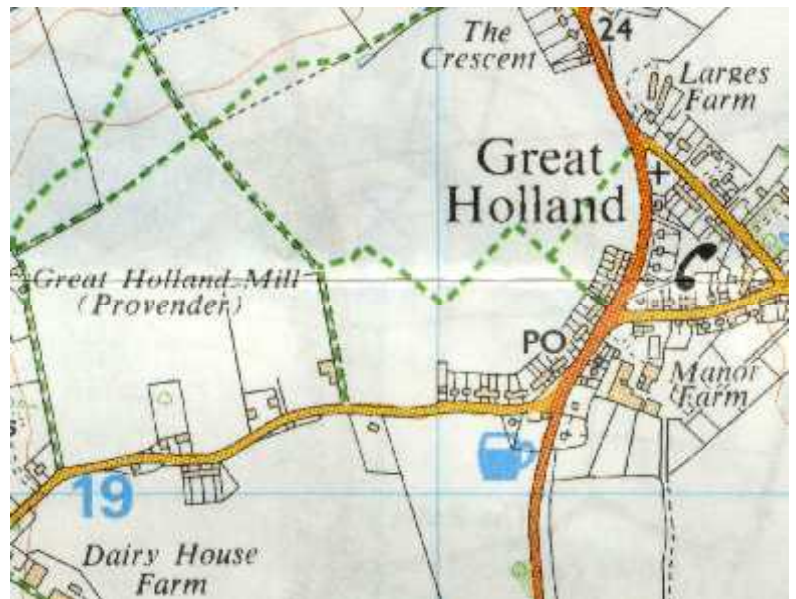 The
Crescent
24
Larges
Farm
Great
Holland
Great Holland Mill
(Provender)
PO
Manor
Farm
19
Dairy House
Farm